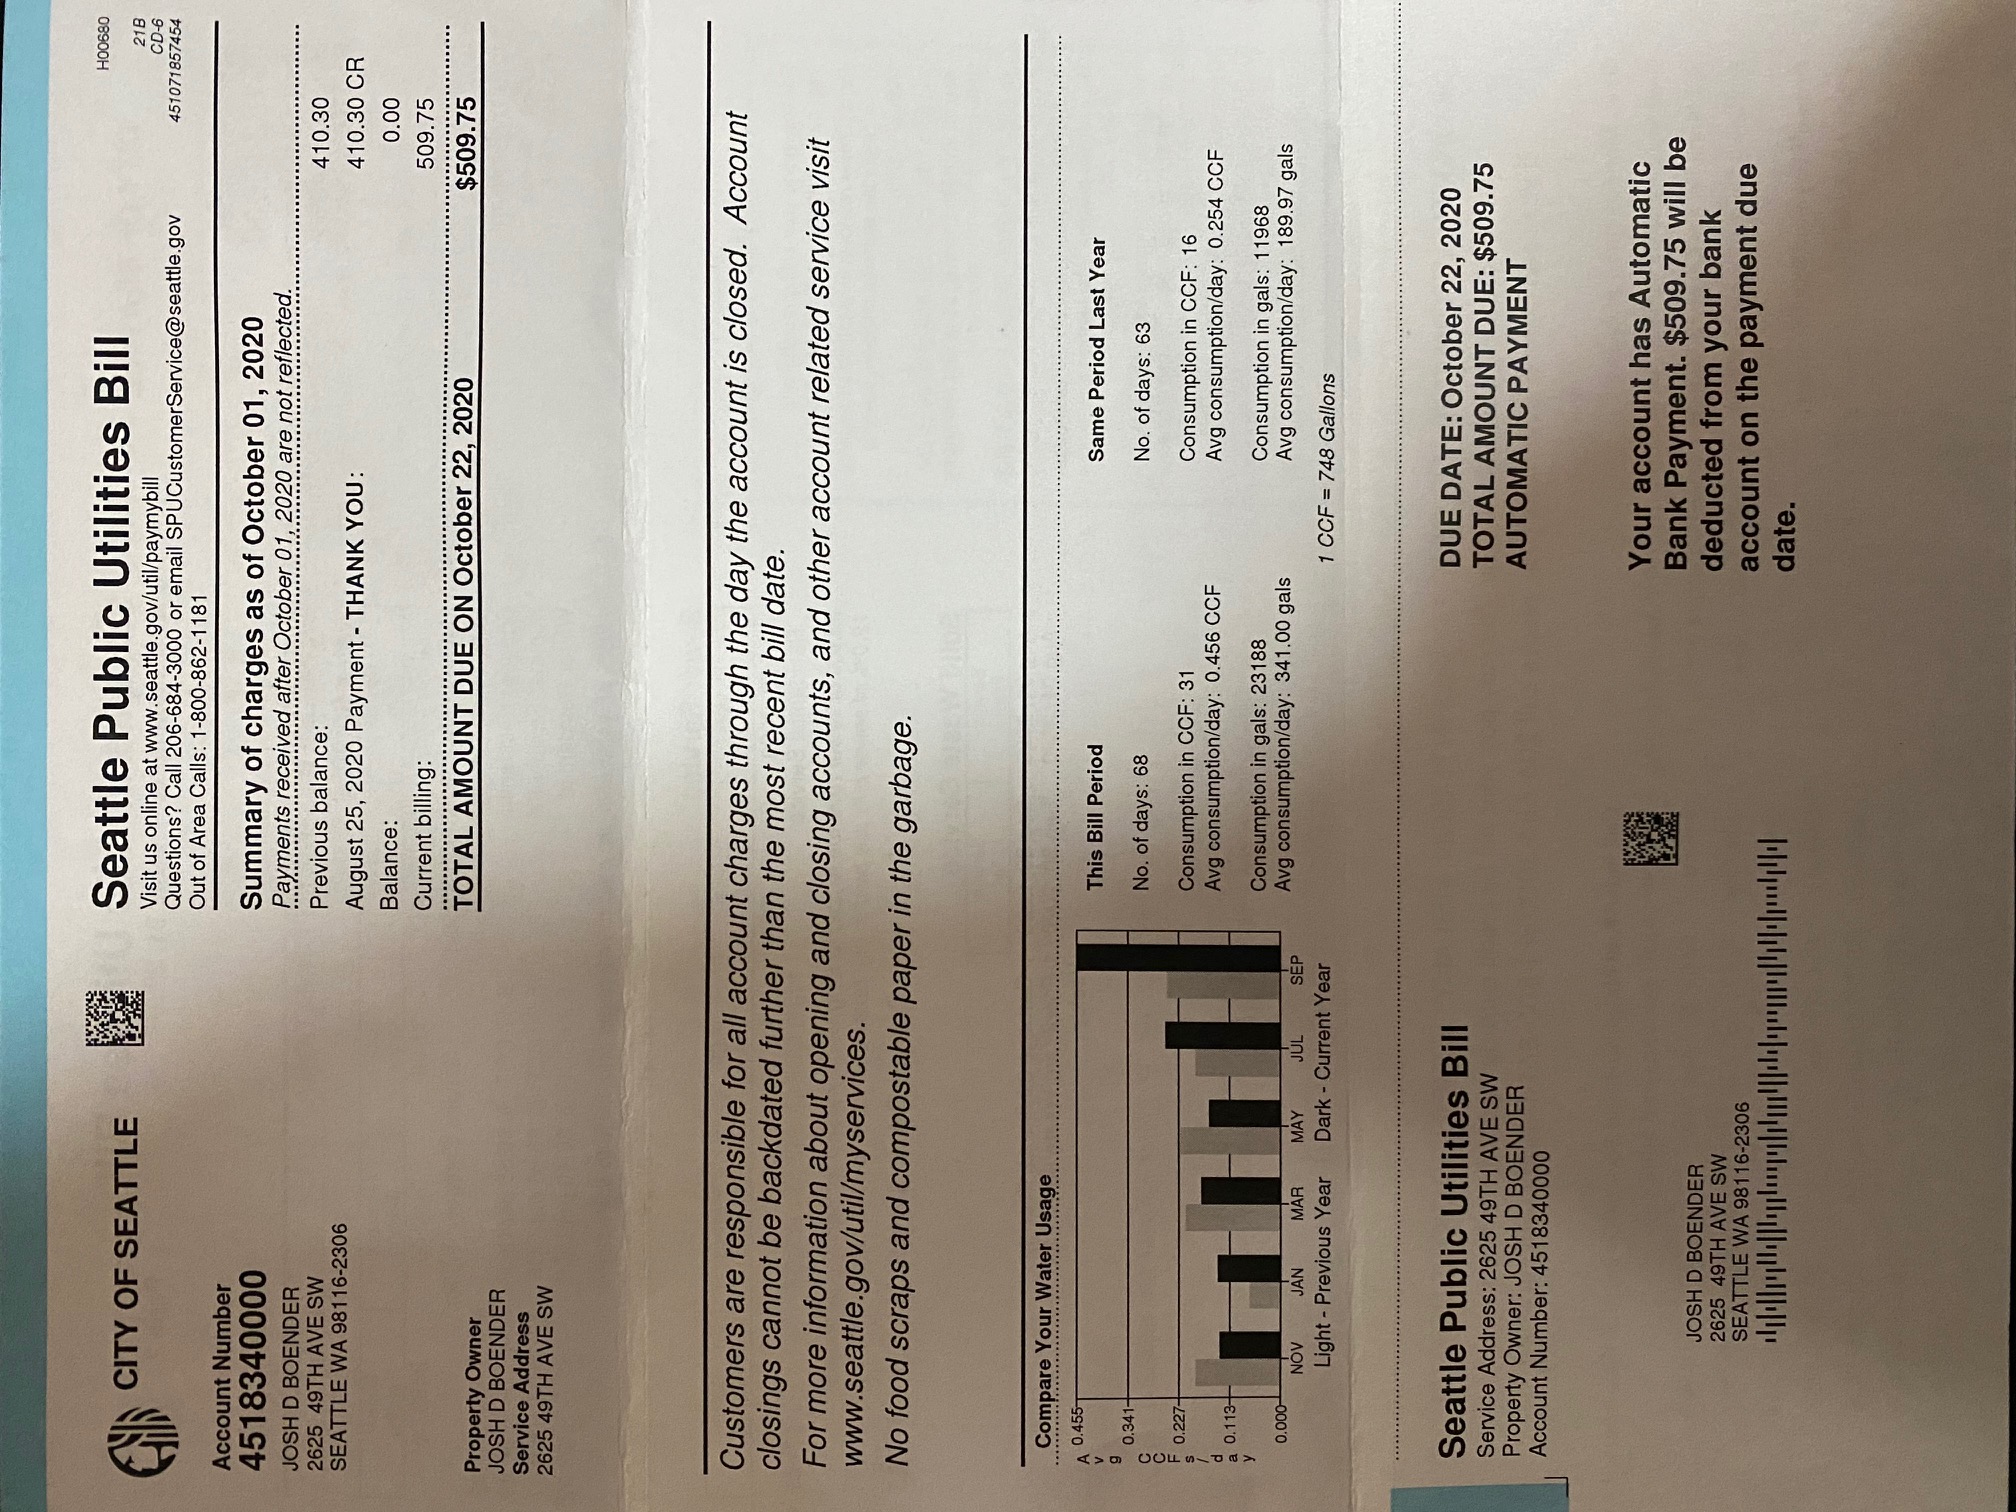 CITY OF SEATTLE
Seattle Public Utilities Bill
Visit us online at www.seattle.gov/util/paymybill
Questions? Call 206-684-3000 or email SPUCustomerService@seattle.gov
Out of Area Calls: 1-800-862-1181
H00680
21B
CD-6
451071857454
Account Number
4518340000
JOSH D BOENDER
2625 49TH AVE SW
SEATTLE WA 98116-2306
Property Owner
JOSH D BOENDER
Service Address
2625 49TH AVE SW
Summary of charges as of October 01, 2020
Payments received after October 01, 2020 are not reflected.
Previous balance: 410.30
August 25, 2020 Payment - THANK YOU: 410.30 CR
Balance: 0.00
Current billing: 509.75
TOTAL AMOUNT DUE ON October 22, 2020 $509.75
Customers are responsible for all account charges through the day the account is closed. Account
closings cannot be backdated further than the most recent bill date.
For more information about opening and closing accounts, and other account related service visit
www.seattle.gov/util/myservices.
No food scraps and compostable paper in the garbage.
Compare Your Water Usage
Avg CCFs/day
0.455
0.341
0.227
0.113
0.000
NOV JAN MAR MAY JUL SEP
Light - Previous Year Dark - Current Year
This Bill Period
No. of days: 68
Consumption in CCF: 31
Avg consumption/day: 0.456 CCF
Consumption in gals: 23188
Avg consumption/day: 341.00 gals
Same Period Last Year
No. of days: 63
Consumption in CCF: 16
Avg consumption/day: 0.254 CCF
Consumption in gals: 11968
Avg consumption/day: 189.97 gals
1 CCF = 748 Gallons
Seattle Public Utilities Bill
Service Address: 2625 49TH AVE SW
Property Owner: JOSH D BOENDER
Account Number: 4518340000
DUE DATE: October 22, 2020
TOTAL AMOUNT DUE: $509.75
AUTOMATIC PAYMENT
JOSH D BOENDER
2625 49TH AVE SW
SEATTLE WA 98116-2306
Your account has Automatic
Bank Payment. $509.75 will be
deducted from your bank
account on the payment due
date.